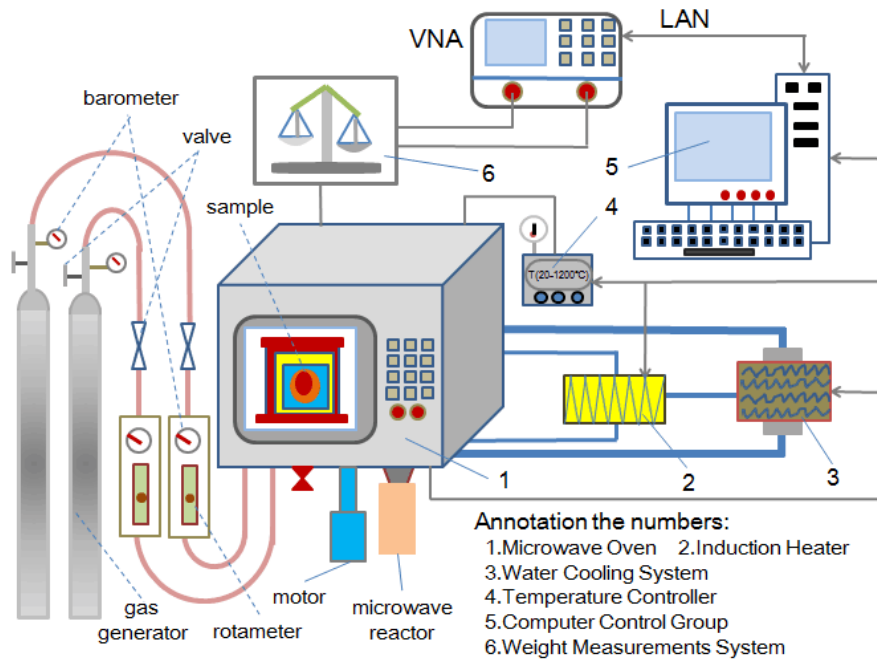 VNA
LAN
barometer
valve
6
5
sample
4
T(20-1200°C)
1
2
3
Annotation the numbers:
1.Microwave Oven 2.Induction Heater
3.Water Cooling System
4.Temperature Controller
5.Computer Control Group
6.Weight Measurements System
gas
generator
rotameter
motor
microwave
reactor